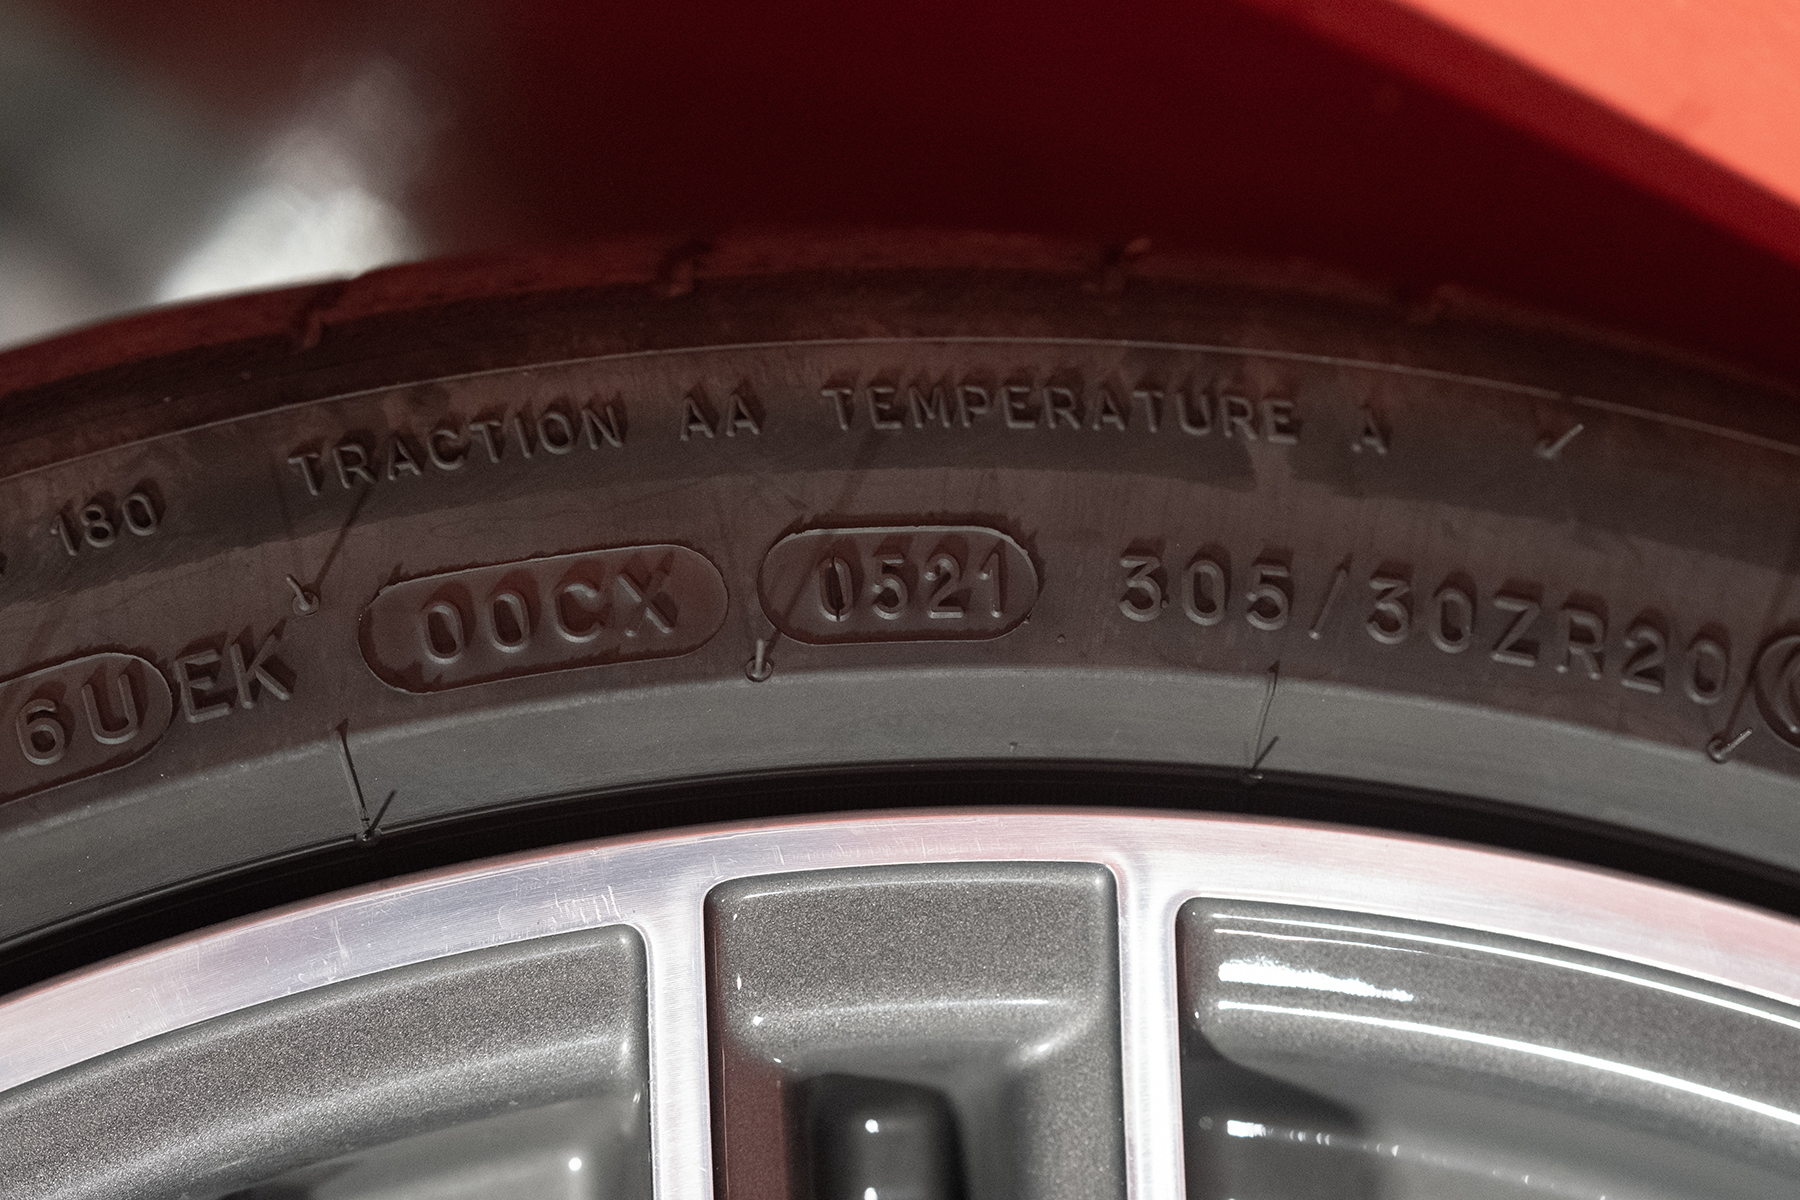 180 TRACTION AA TEMPERATURE A
6U EK 00CX 0521 305/30ZR20